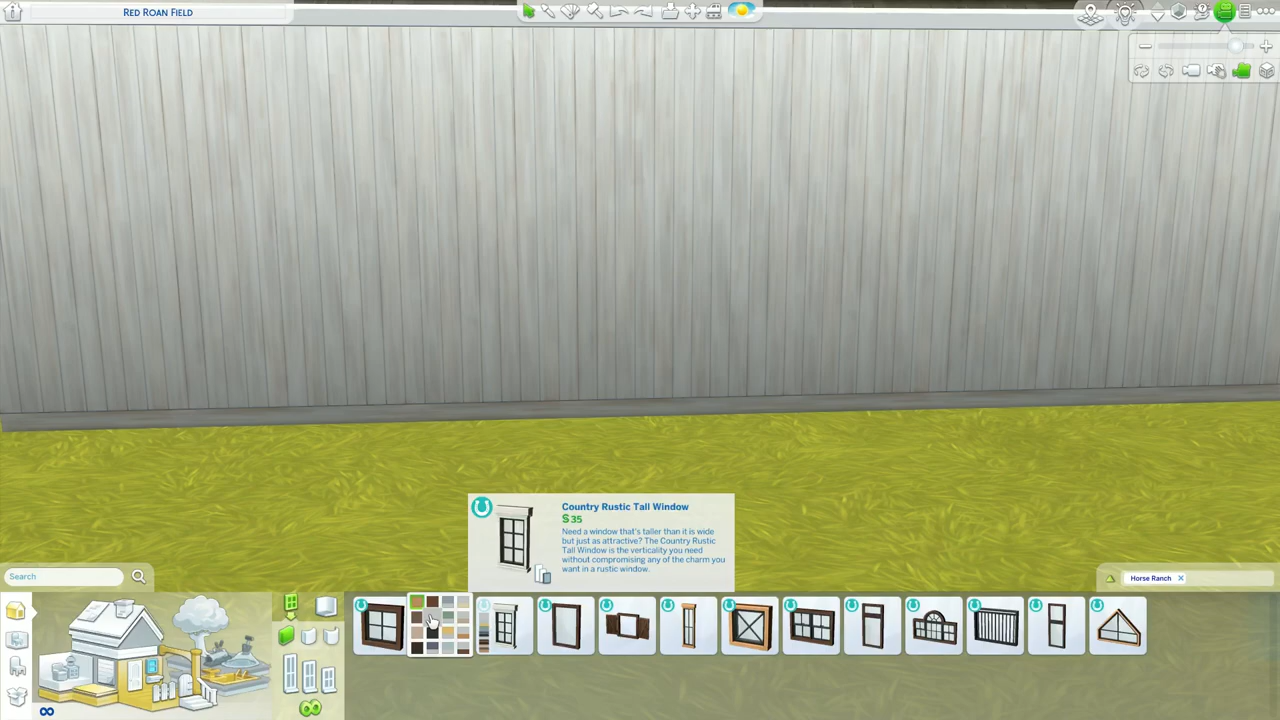 RED ROAN FIELD
Country Rustic Tall Window
§35
Need a window that's taller than it is wide
but just as attractive? The Country Rustic
Tall Window is the verticality you need
without compromising any of the charm you
want in a rustic window.
Search
Horse Ranch